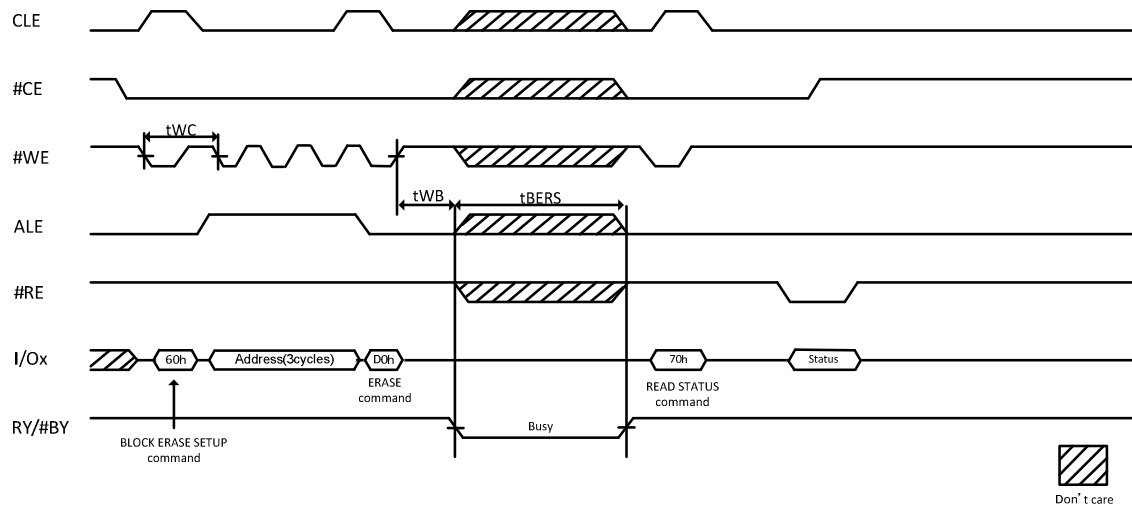 CLE
#CE
tWC
#WE
tWB
tBERS
ALE
#RE
I/Ox
60h
Address(3cycles)
D0h
70h
Status
ERASE
command
READ STATUS
command
RY/#BY
Busy
BLOCK ERASE SETUP
command
Don’t care